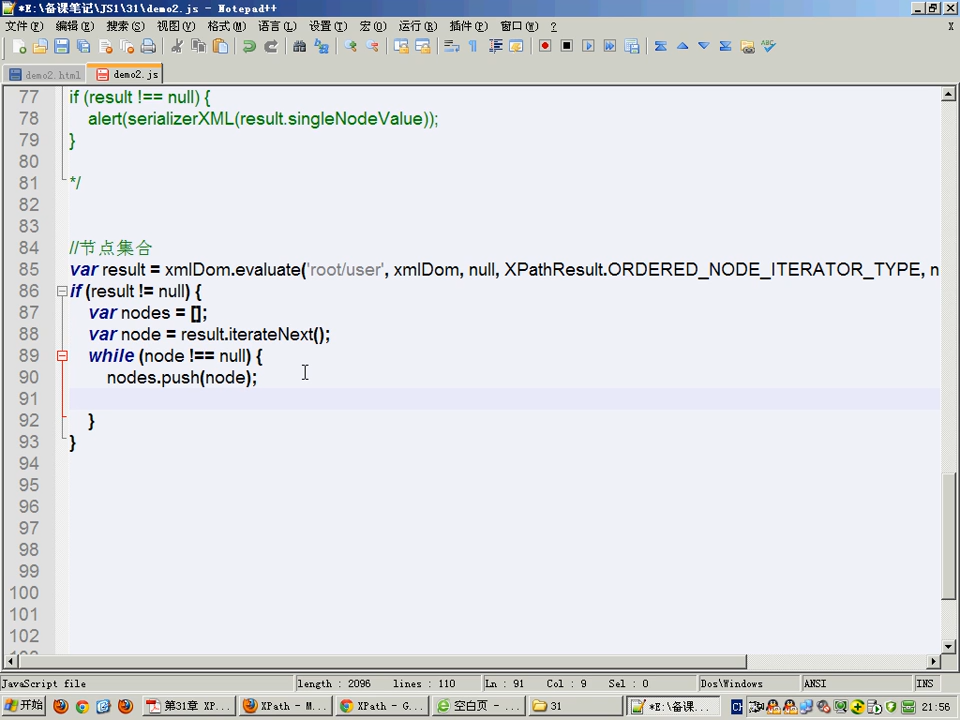 *E:\备课笔记\JS1\31\demo2.js - Notepad++
文件(F) 编辑(E) 搜索(S) 视图(V) 格式(M) 语言(L) 设置(T) 宏(O) 运行(R) 插件(P) 窗口(W) ? X
demo2.html demo2.js
77 if (result !== null) {
78 alert(serializerXML(result.singleNodeValue));
79 }
80
81 */
82
83
84 //节点集合
85 var result = xmlDom.evaluate('root/user', xmlDom, null, XPathResult.ORDERED_NODE_ITERATOR_TYPE, n
86 if (result != null) {
87 var nodes = [];
88 var node = result.iterateNext();
89 while (node !== null) {
90 nodes.push(node);
91
92 }
93 }
94
95
96
97
98
99
100
101
102
JavaScript file length : 2096 lines : 110 Ln : 91 Col : 9 Sel : 0 Dos\Windows ANSI INS
开始 第31章 XP... XPath - M... XPath - G... 空白页 - ... 31 *E:\备课... 21:56